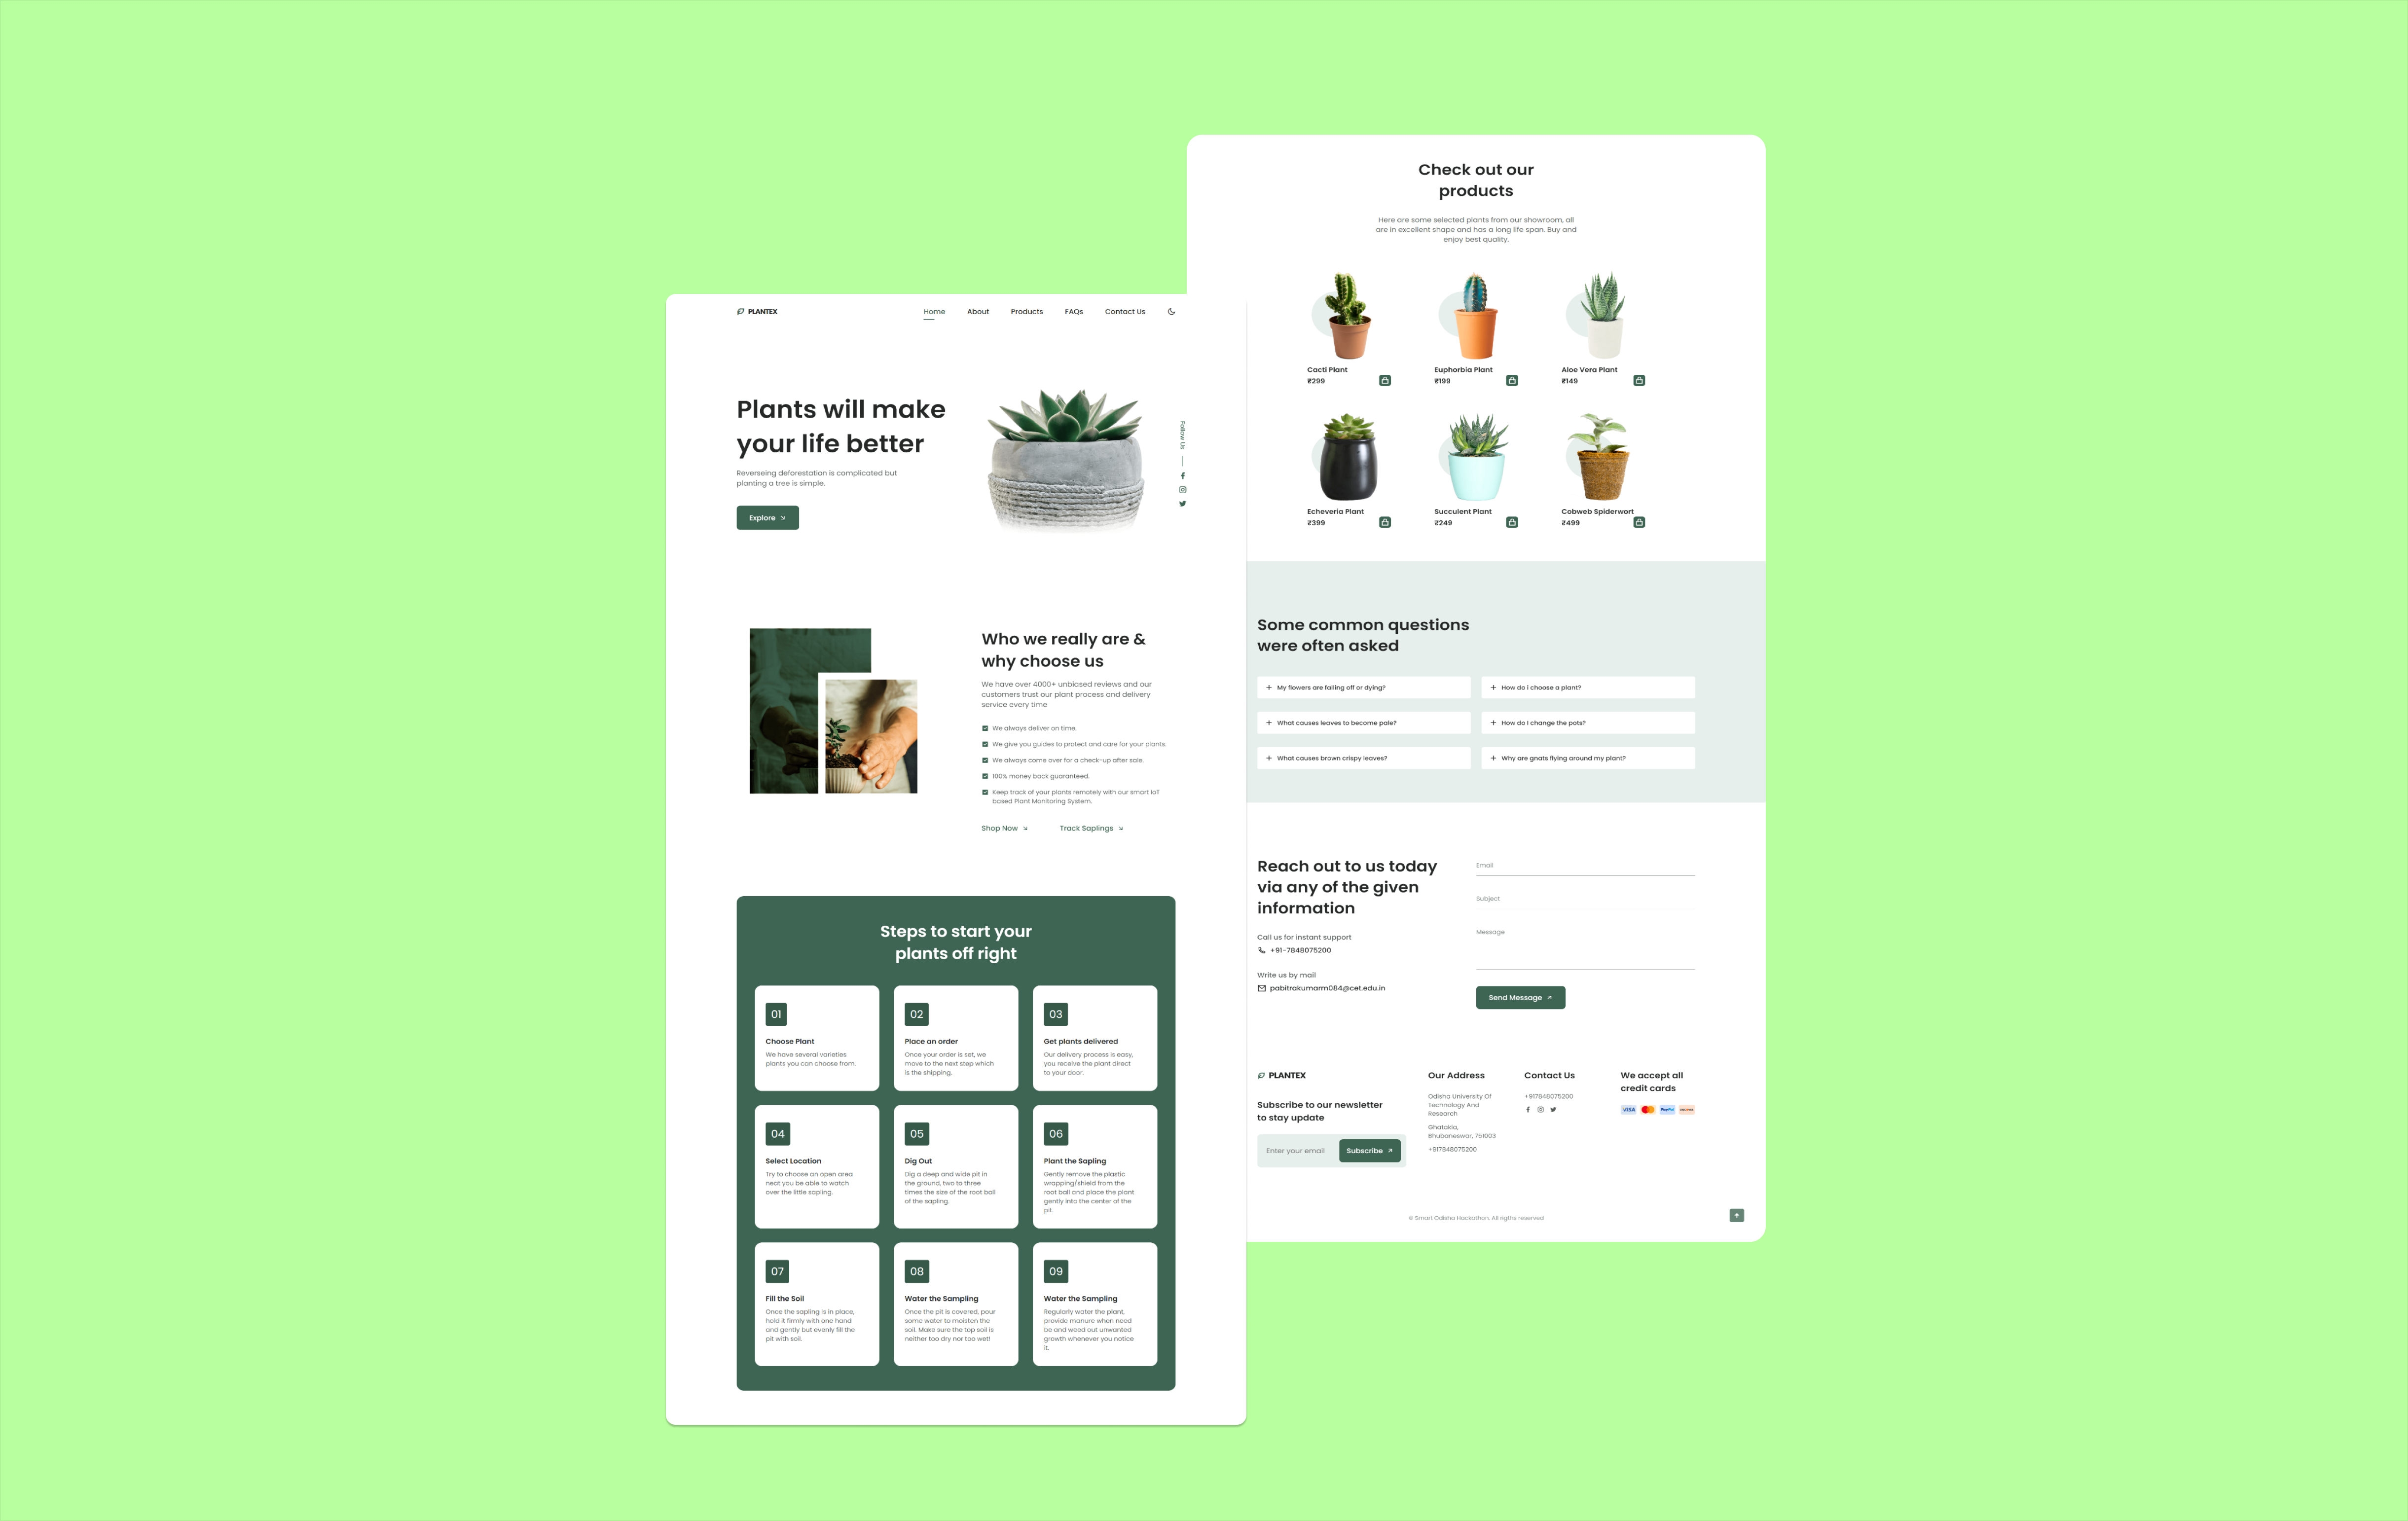 PLANTEX
Home
About
Products
FAQs
Contact Us
Plants will make
your life better
Reverseing deforestation is complicated but
planting a tree is simple.
Explore
Follow Us
Who we really are &
why choose us
We have over 4000+ unbiased reviews and our
customers trust our plant process and delivery
service every time
We always deliver on time.
We give you guides to protect and care for your plants.
We always come over for a check-up after sale.
100% money back guaranteed.
Keep track of your plants remotely with our smart IoT
based Plant Monitoring System.
Shop Now
Track Saplings
Steps to start your
plants off right
01
Choose Plant
We have several varieties
plants you can choose from.
02
Place an order
Once your order is set, we
move to the next step which
is the shipping.
03
Get plants delivered
Our delivery process is easy,
you receive the plant direct
to your door.
04
Select Location
Try to choose an open area
neat you be able to watch
over the little sapling.
05
Dig Out
Dig a deep and wide pit in
the ground, two to three
times the size of the root ball
of the sapling.
06
Plant the Sapling
Gently remove the plastic
wrapping/shield from the
root ball and place the plant
gently into the center of the
pit.
07
Fill the Soil
Once the sapling is in place,
hold it firmly with one hand
and gently but evenly fill the
pit with soil.
08
Water the Sampling
Once the pit is covered, pour
some water to moisten the
soil. Make sure the top soil is
neither too dry nor too wet!
09
Water the Sampling
Regularly water the plant,
provide manure when need
be and weed out unwanted
growth whenever you notice
it.
Check out our
products
Here are some selected plants from our showroom, all
are in excellent shape and has a long life span. Buy and
enjoy best quality.
Cacti Plant
₹299
Euphorbia Plant
₹199
Aloe Vera Plant
₹149
Echeveria Plant
₹399
Succulent Plant
₹249
Cobweb Spiderwort
₹499
Some common questions
were often asked
My flowers are falling off or dying?
How do i choose a plant?
What causes leaves to become pale?
How do I change the pots?
What causes brown crispy leaves?
Why are gnats flying around my plant?
Reach out to us today
via any of the given
information
Call us for instant support
+91-7848075200
Write us by mail
pabitrakumarm084@cet.edu.in
Email
Subject
Message
Send Message
PLANTEX
Subscribe to our newsletter
to stay update
Enter your email
Subscribe
Our Address
Odisha University Of
Technology And
Research
Ghatokia,
Bhubaneswar, 751003
+917848075200
Contact Us
+917848075200
We accept all
credit cards
VISA
PayPal
DISCOVER
© Smart Odisha Hackathon. All rigths reserved